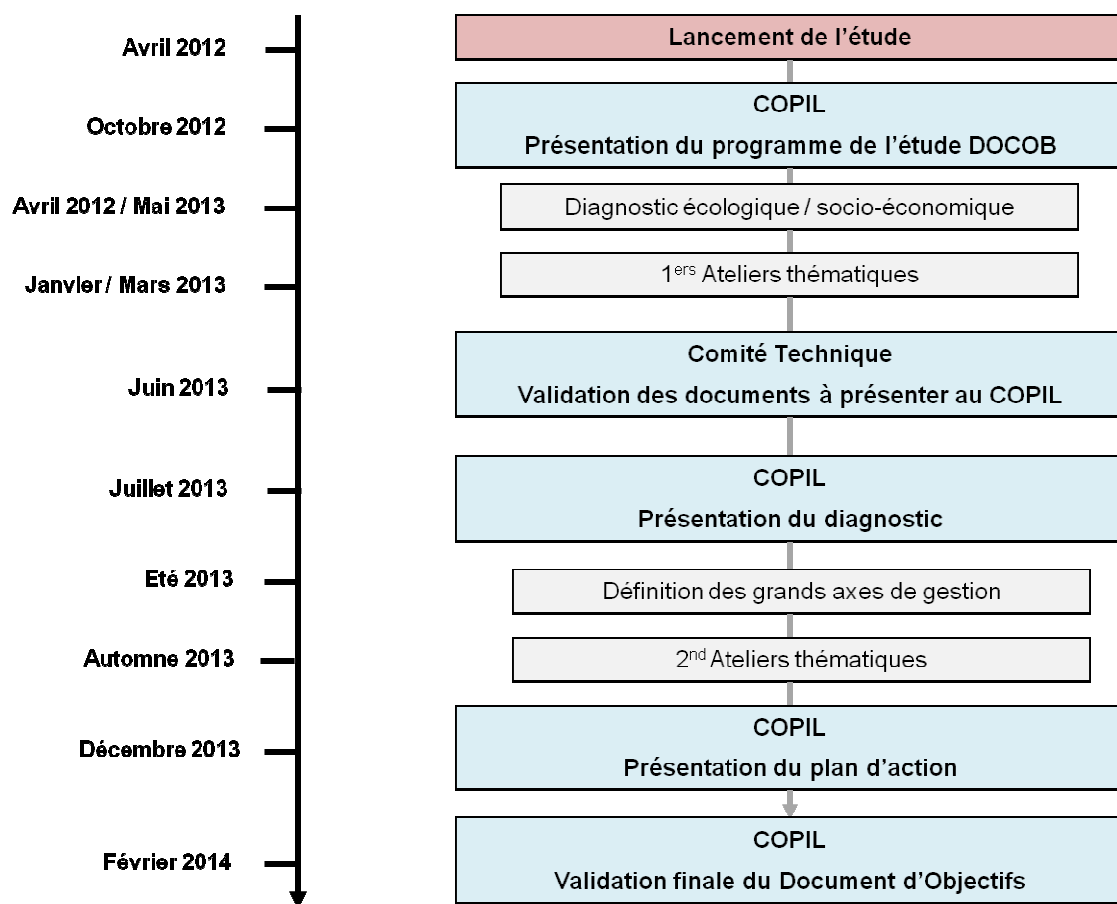 Avril 2012
Lancement de l'étude
Octobre 2012
COPIL
Présentation du programme de l'étude DOCOB
Avril 2012 / Mai 2013
Diagnostic écologique / socio-économique
Janvier / Mars 2013
1ers Ateliers thématiques
Juin 2013
Comité Technique
Validation des documents à présenter au COPIL
Juillet 2013
COPIL
Présentation du diagnostic
Eté 2013
Définition des grands axes de gestion
Automne 2013
2nd Ateliers thématiques
Décembre 2013
COPIL
Présentation du plan d'action
Février 2014
COPIL
Validation finale du Document d'Objectifs